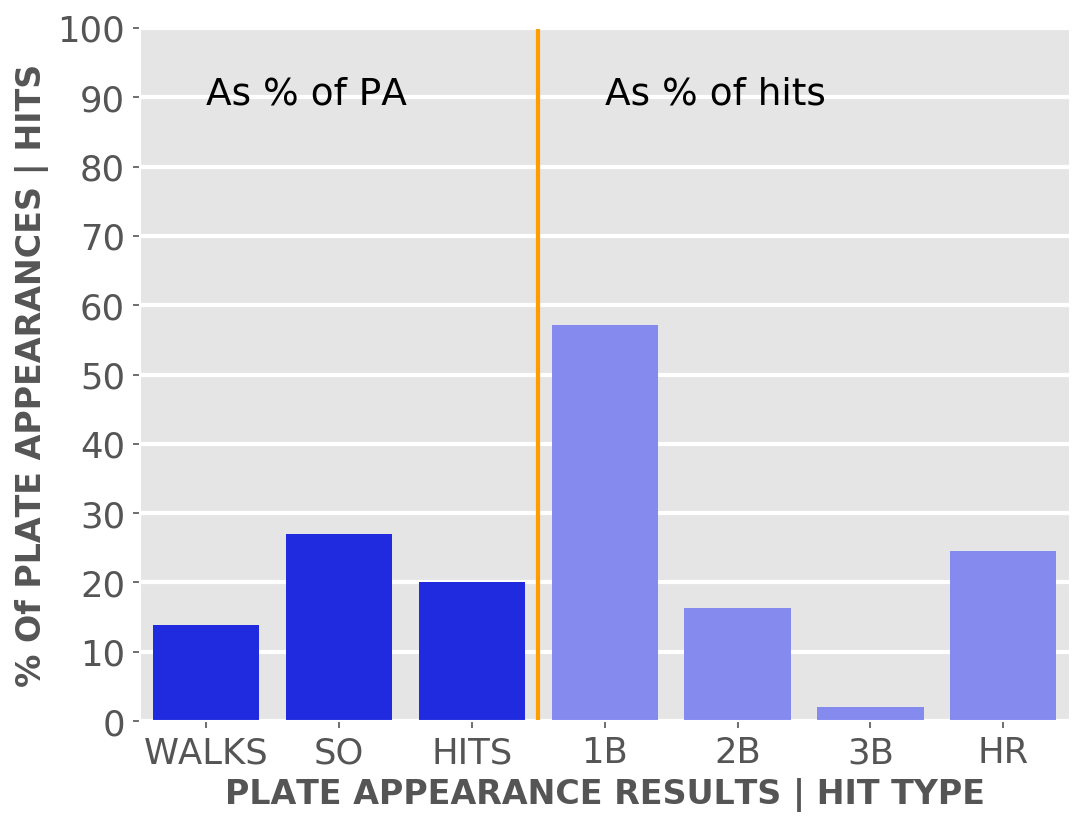 % Of PLATE APPEARANCES | HITS
100
90
80
70
60
50
40
30
20
10
0
As % of PA
As % of hits
WALKS SO HITS 1B 2B 3B HR
PLATE APPEARANCE RESULTS | HIT TYPE